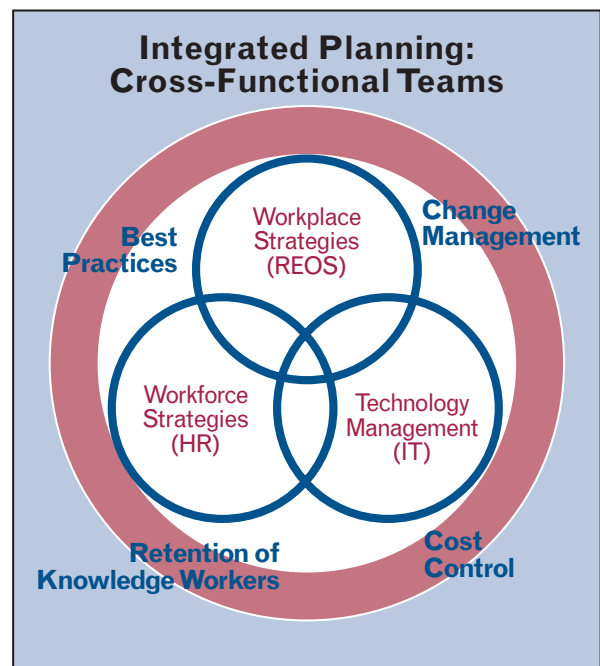 Integrated Planning:
Cross-Functional Teams
Best
Practices
Change
Management
Workplace
Strategies
(REOS)
Workforce
Strategies
(HR)
Technology
Management
(IT)
Retention of
Knowledge Workers
Cost
Control